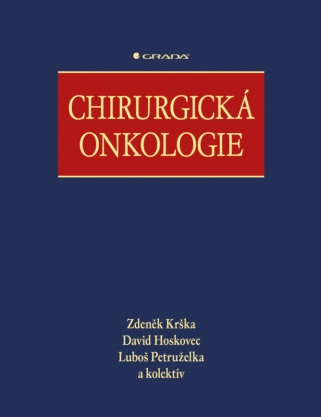 GRADA
CHIRURGICKÁ
ONKOLOGIE
Zdeněk Krška
David Hoskovec
Luboš Petruželka
a kolektiv